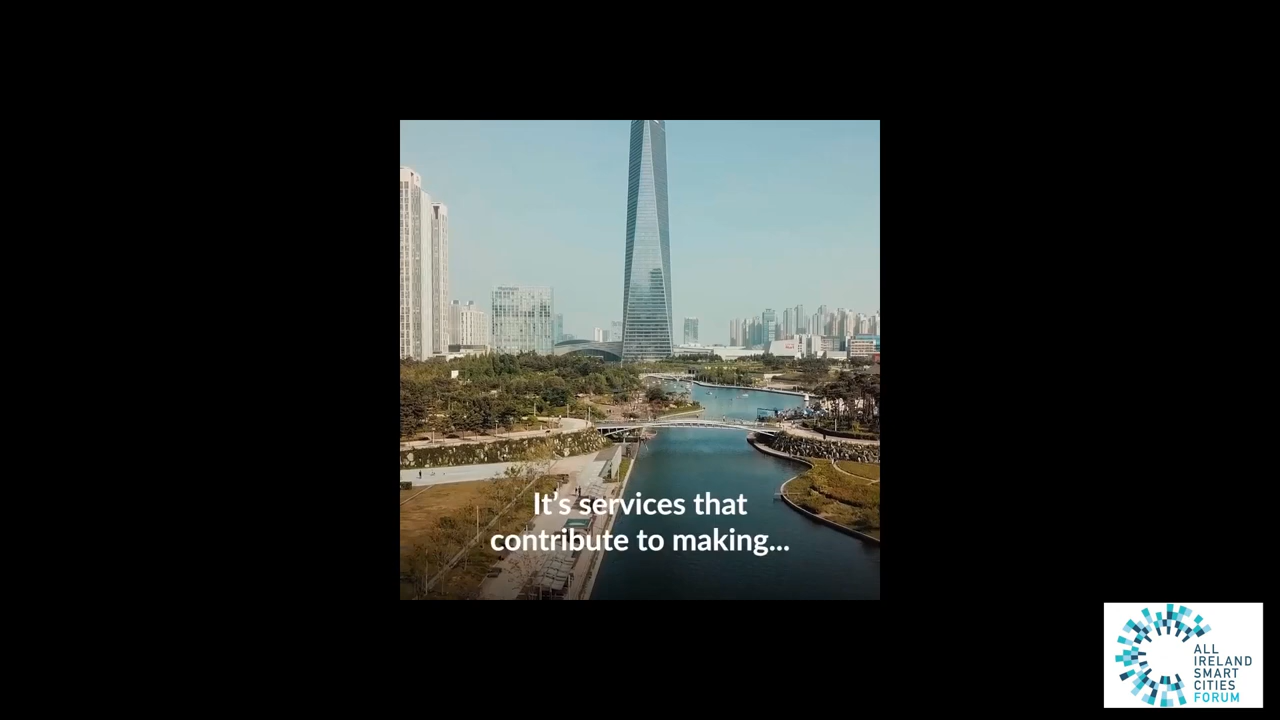 It's services that
contribute to making...
ALL
IRELAND
SMART
CITIES
FORUM